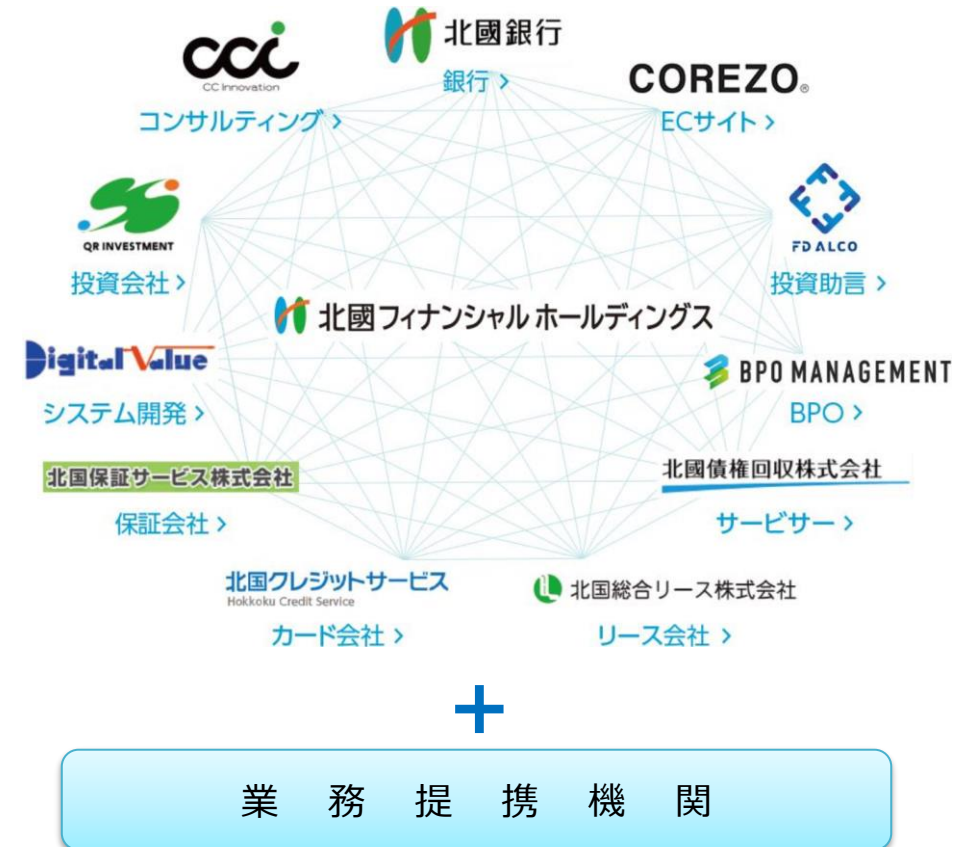 北國銀行
銀行 >
cci
CC Innovation
コンサルティング >
COREZO®
ECサイト >
QR INVESTMENT
投資会社 >
FDALCO
投資助言 >
北國フィナンシャルホールディングス
Digital Value
システム開発 >
BPO MANAGEMENT
BPO >
北国保証サービス株式会社
保証会社 >
北國債権回収株式会社
サービサー >
北国クレジットサービス
Hokkoku Credit Service
カード会社 >
北国総合リース株式会社
リース会社 >
+
業務提携機関